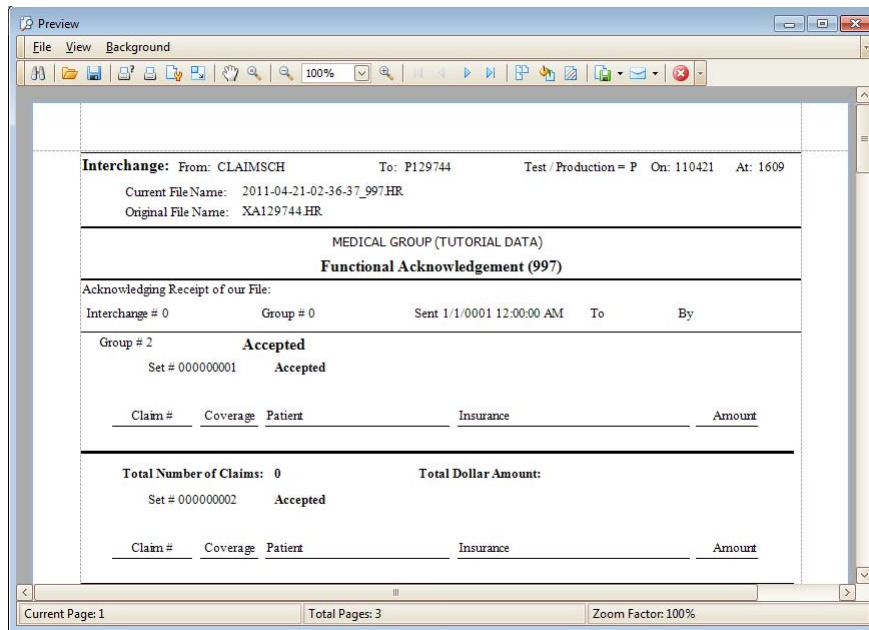 Preview
File View Background
100%
Interchange: From: CLAIMSCH To: P129744 Test / Production = P On: 110421 At: 1609
Current File Name: 2011-04-21-02-36-37_997.HR
Original File Name: XA129744.HR
MEDICAL GROUP (TUTORIAL DATA)
Functional Acknowledgement (997)
Acknowledging Receipt of our File:
Interchange # 0 Group # 0 Sent 1/1/0001 12:00:00 AM To By
Group # 2 Accepted
Set # 000000001 Accepted
Claim # Coverage Patient Insurance Amount
Total Number of Claims: 0 Total Dollar Amount:
Set # 000000002 Accepted
Claim # Coverage Patient Insurance Amount
Current Page: 1 Total Pages: 3 Zoom Factor: 100%